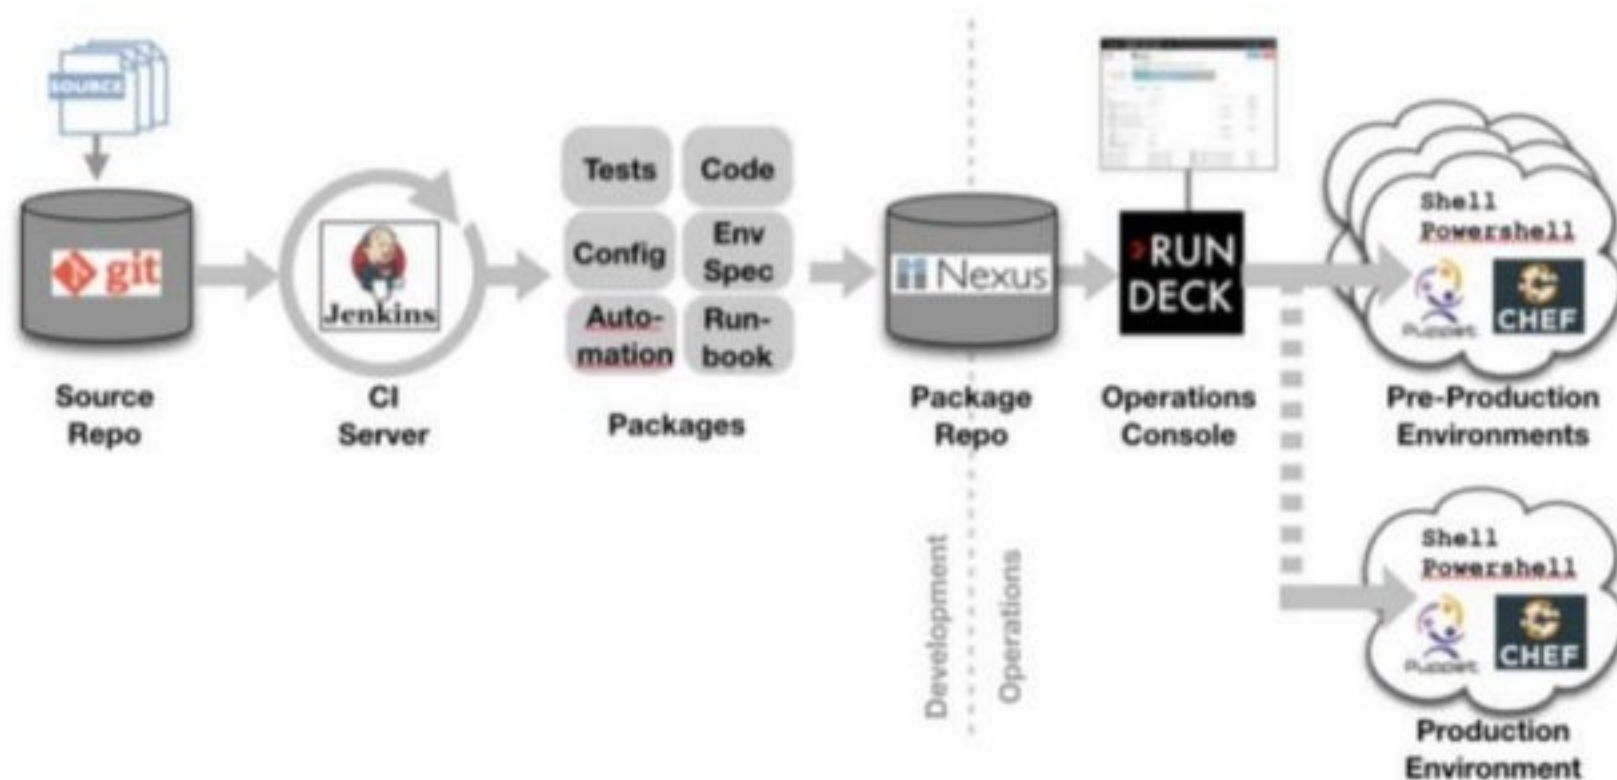 SOURCE
git
Source
Repo
Jenkins
CI
Server
Tests
Code
Config
Env
Spec
Auto-
mation
Run-
book
Packages
Nexus
Package
Repo
RUN
DECK
Operations
Console
Shell
Powershell
Puppet
CHEF
Pre-Production
Environments
Development
Operations
Shell
Powershell
Puppet
CHEF
Production
Environment